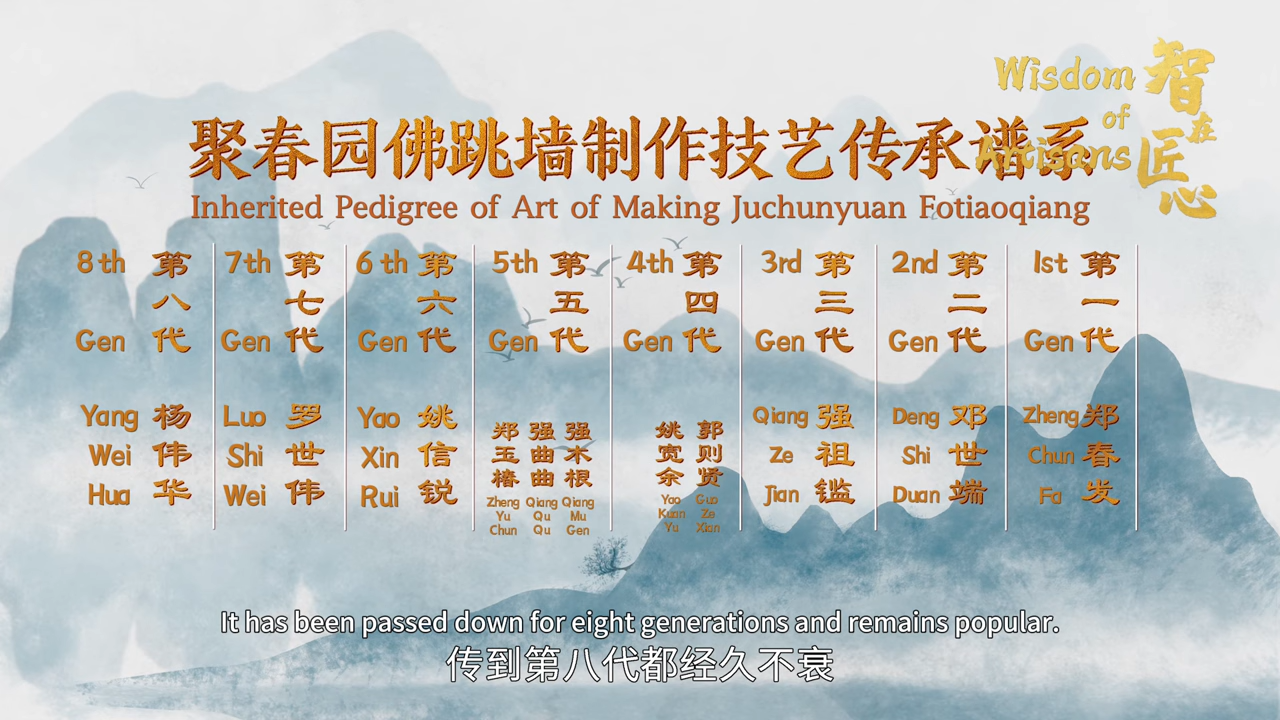 Wisdom of Artisans
智在匠心
聚春园佛跳墙制作技艺传承谱系
Inherited Pedigree of Art of Making Juchunyuan Fotiaoqiang
1st Gen 第一代
Zheng Chun Fa 郑春发
2nd Gen 第二代
Deng Shi Duan 邓世端
3rd Gen 第三代
Qiang Ze Jian 强祖鉴
4th Gen 第四代
郭则贤 Guo Ze Xian
姚宽余 Yao Kuan Yu
5th Gen 第五代
强木根 Qiang Mu Gen
强曲曲 Qiang Qu Qu
郑玉椿 Zheng Yu Chun
6th Gen 第六代
Yao Xin Rui 姚信锐
7th Gen 第七代
Luo Shi Wei 罗世伟
8th Gen 第八代
Yang Wei Hua 杨伟华
It has been passed down for eight generations and remains popular.
传到第八代都经久不衰